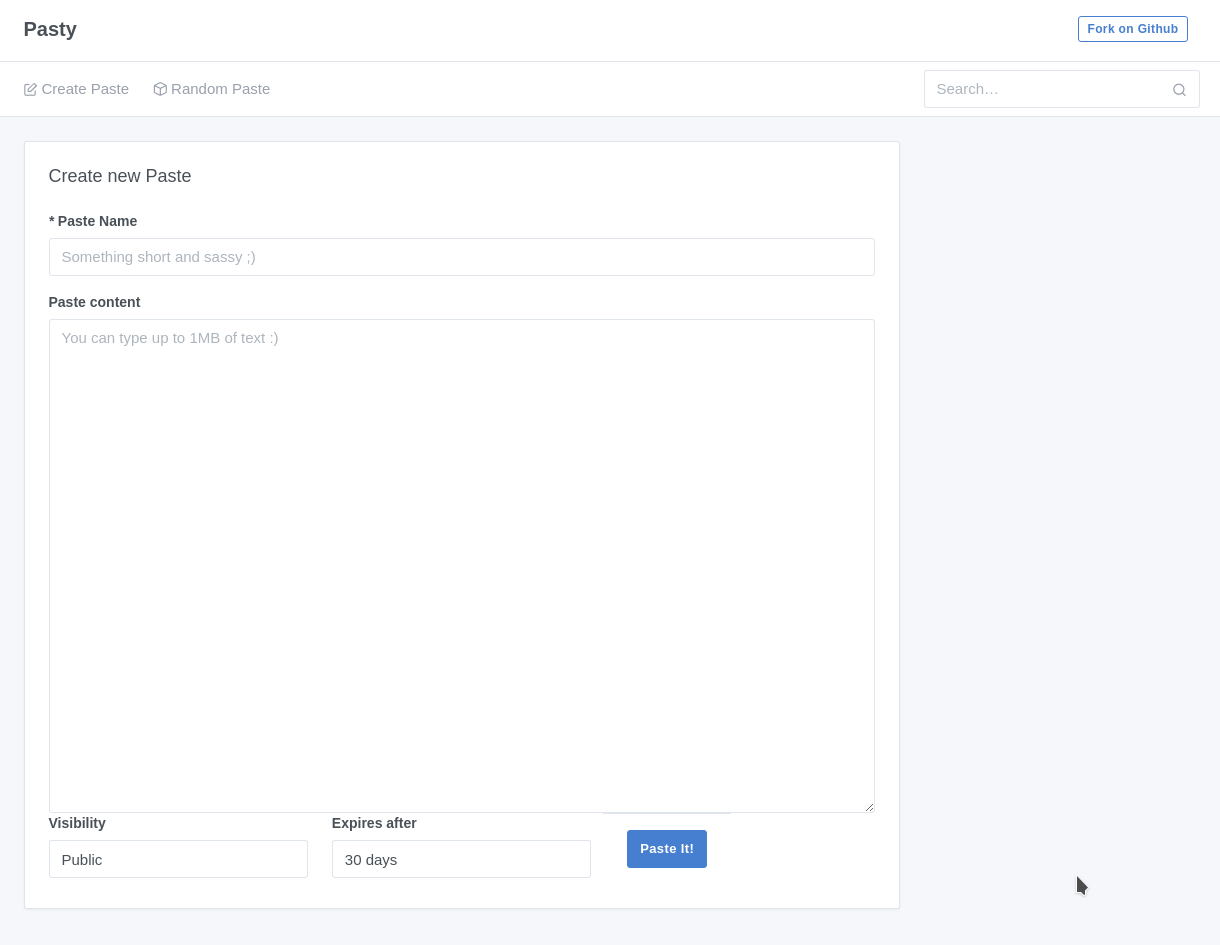 Pasty
Fork on Github
Create Paste
Random Paste
Search…
Create new Paste
* Paste Name
Something short and sassy ;)
Paste content
You can type up to 1MB of text :)
Visibility
Expires after
Public
30 days
Paste It!